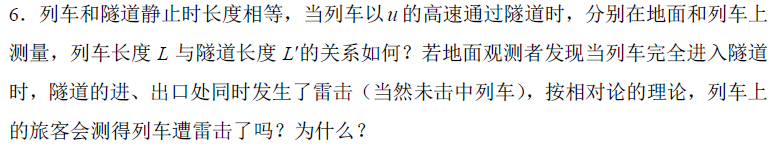 6．列车和隧道静止时长度相等，当列车以 u 的高速通过隧道时，分别在地面和列车上
测量，列车长度 L 与隧道长度 L′的关系如何？若地面观测者发现当列车完全进入隧道
时，隧道的进、出口处同时发生了雷击（当然未击中列车），按相对论的理论，列车上
的旅客会测得列车遭雷击了吗？为什么？